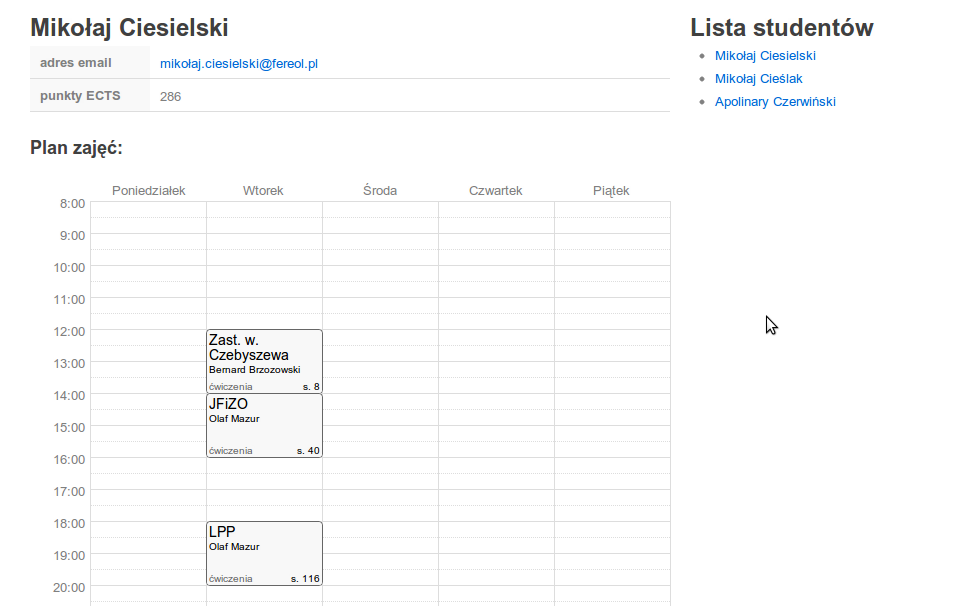 Mikołaj Ciesielski
adres email mikołaj.ciesielski@fereol.pl
punkty ECTS 286
Plan zajęć:
Poniedziałek Wtorek Środa Czwartek Piątek
8:00
9:00
10:00
11:00
12:00
13:00
14:00
15:00
16:00
17:00
18:00
19:00
20:00
Zast. w.
Czebyszewa
Bernard Brzozowski
ćwiczenia s. 8
JFiZO
Olaf Mazur
ćwiczenia s. 40
LPP
Olaf Mazur
ćwiczenia s. 116
Lista studentów
Mikołaj Ciesielski
Mikołaj Cieślak
Apolinary Czerwiński